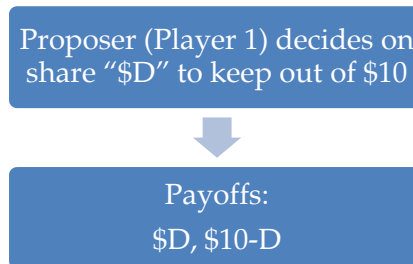 Proposer (Player 1) decides on
share “$D” to keep out of $10
Payoffs:
$D, $10-D